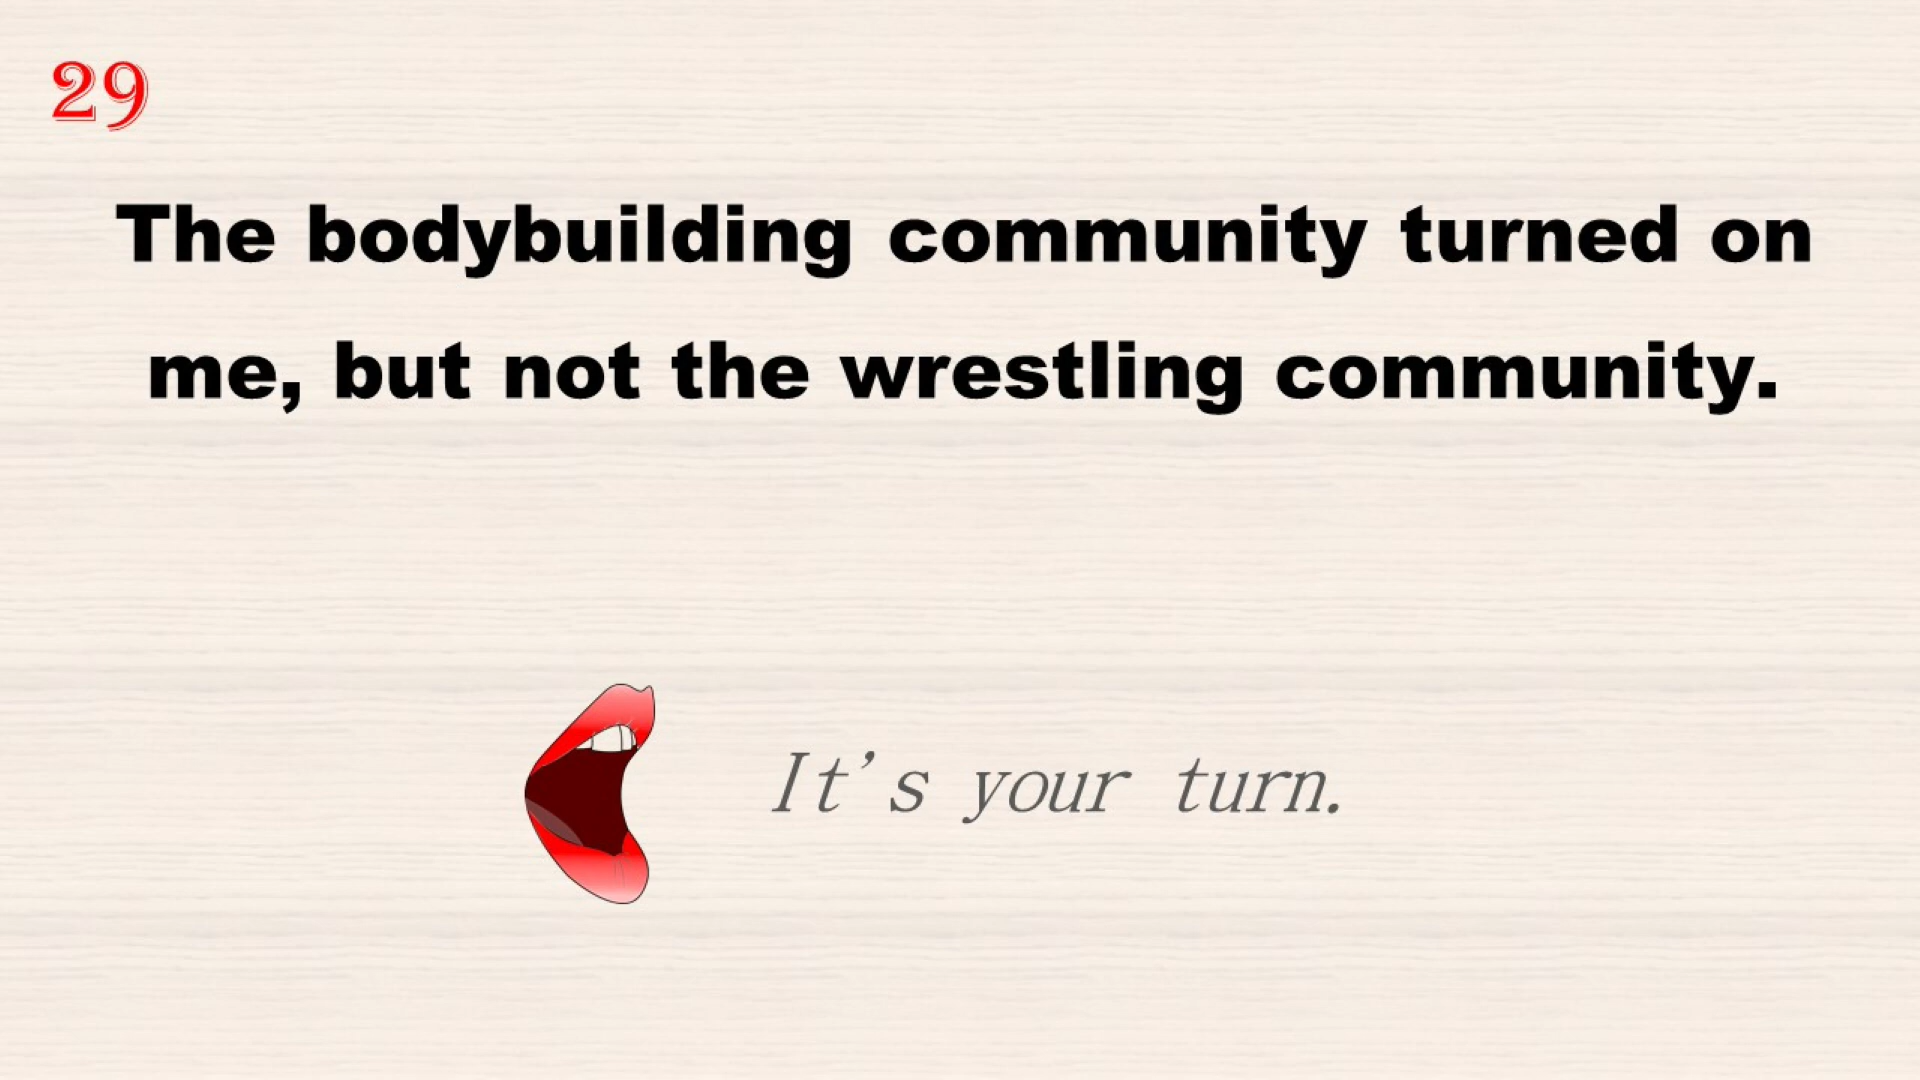 29
The bodybuilding community turned on
me, but not the wrestling community.
It's your turn.